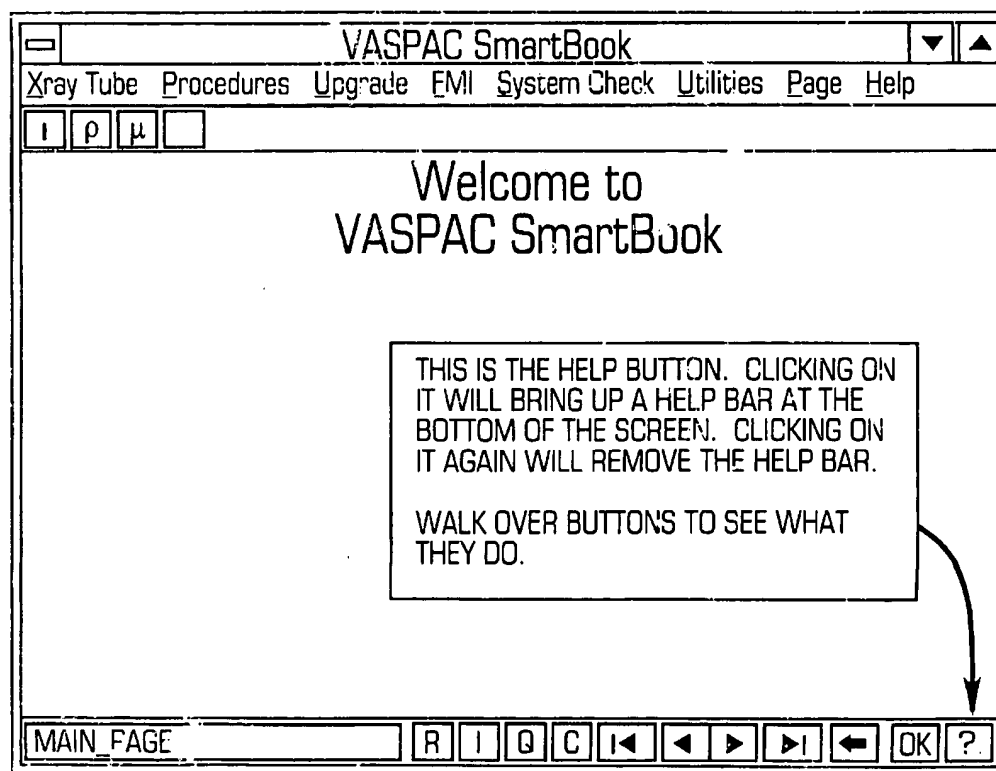 VASPAC SmartBook
Xray Tube Procedures Upgrade FMI System Check Utilities Page Help
ι ρ μ
Welcome to
VASPAC SmartBook
THIS IS THE HELP BUTTON. CLICKING ON
IT WILL BRING UP A HELP BAR AT THE
BOTTOM OF THE SCREEN. CLICKING ON
IT AGAIN WILL REMOVE THE HELP BAR.
WALK OVER BUTTONS TO SEE WHAT
THEY DO.
MAIN_PAGE R I Q C OK ?